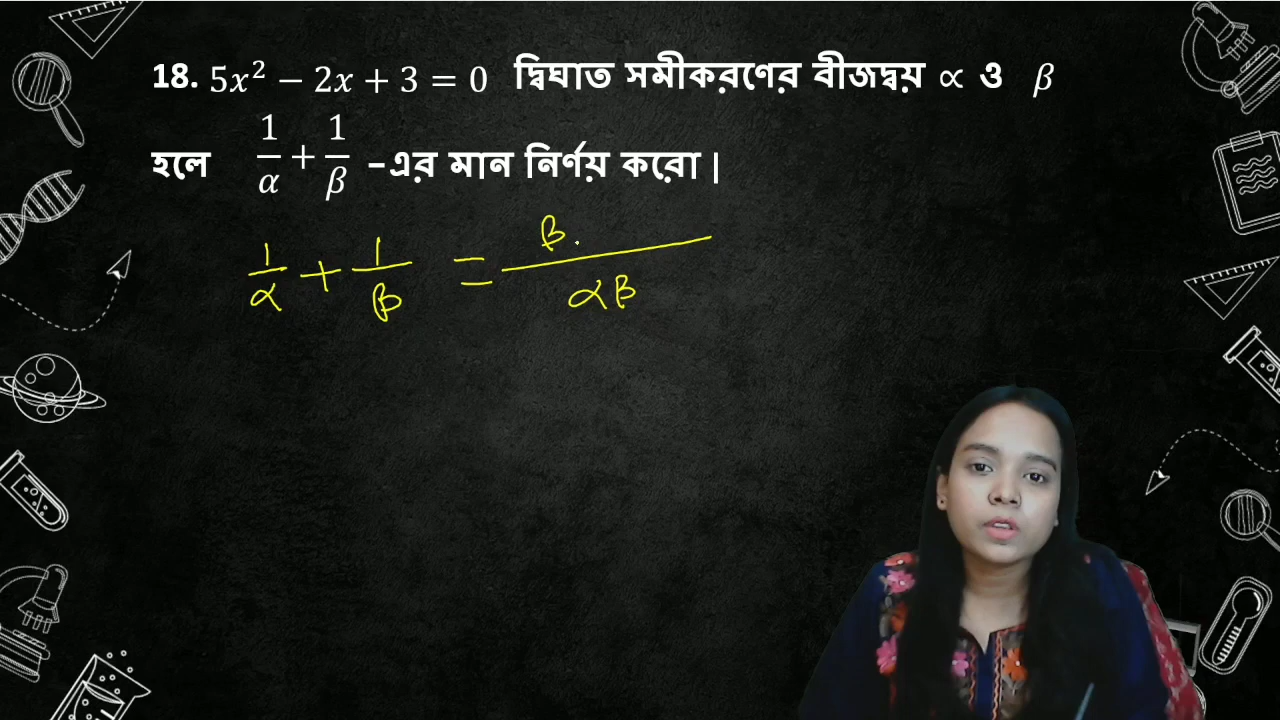 18. 5x² − 2x + 3 = 0 দ্বিঘাত সমীকরণের বীজদ্বয় ∝ ও β
হলে 1/α + 1/β –এর মান নির্ণয় করো |
1/α + 1/β = β. / αβ